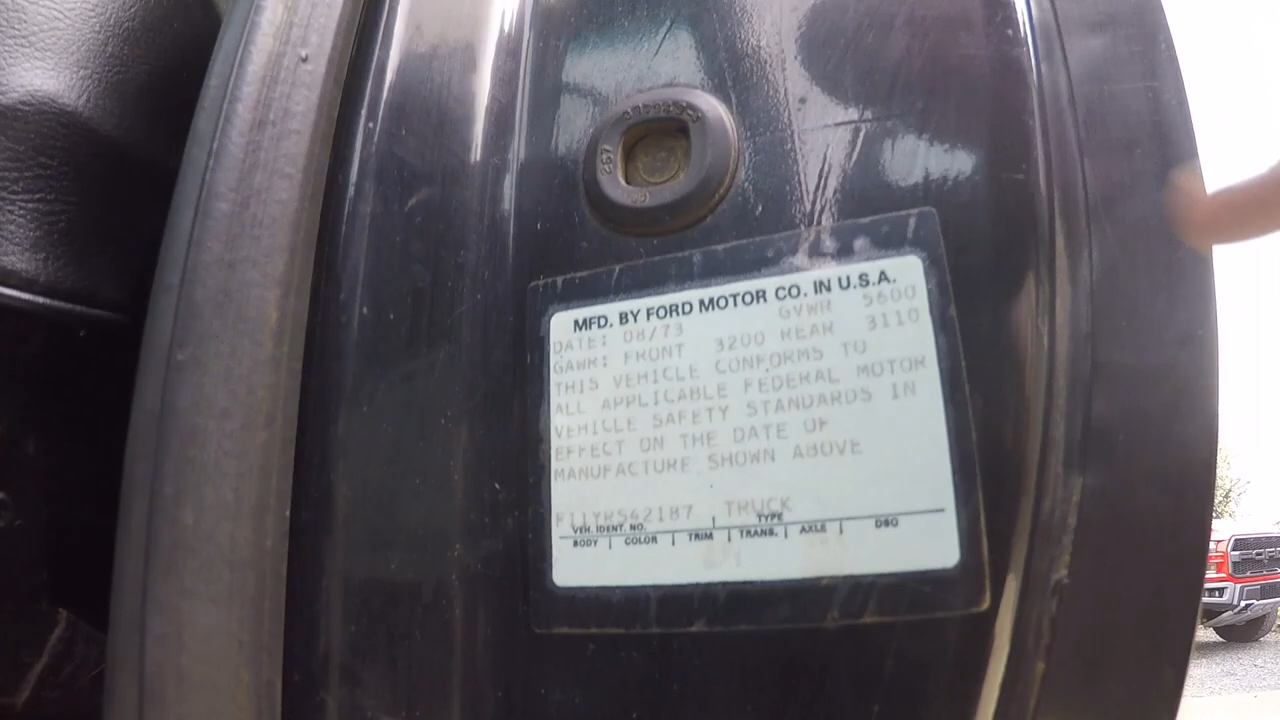 267
MFD. BY FORD MOTOR CO. IN U.S.A.
DATE: 08/73 GVWR 5600
GAWR: FRONT 3200 REAR 3110
THIS VEHICLE CONFORMS TO
ALL APPLICABLE FEDERAL MOTOR
VEHICLE SAFETY STANDARDS IN
EFFECT ON THE DATE OF
MANUFACTURE SHOWN ABOVE
F11YRS42187 TRUCK
VEH. IDENT. NO. TYPE
BODY COLOR TRIM TRANS. AXLE DSO
FORD